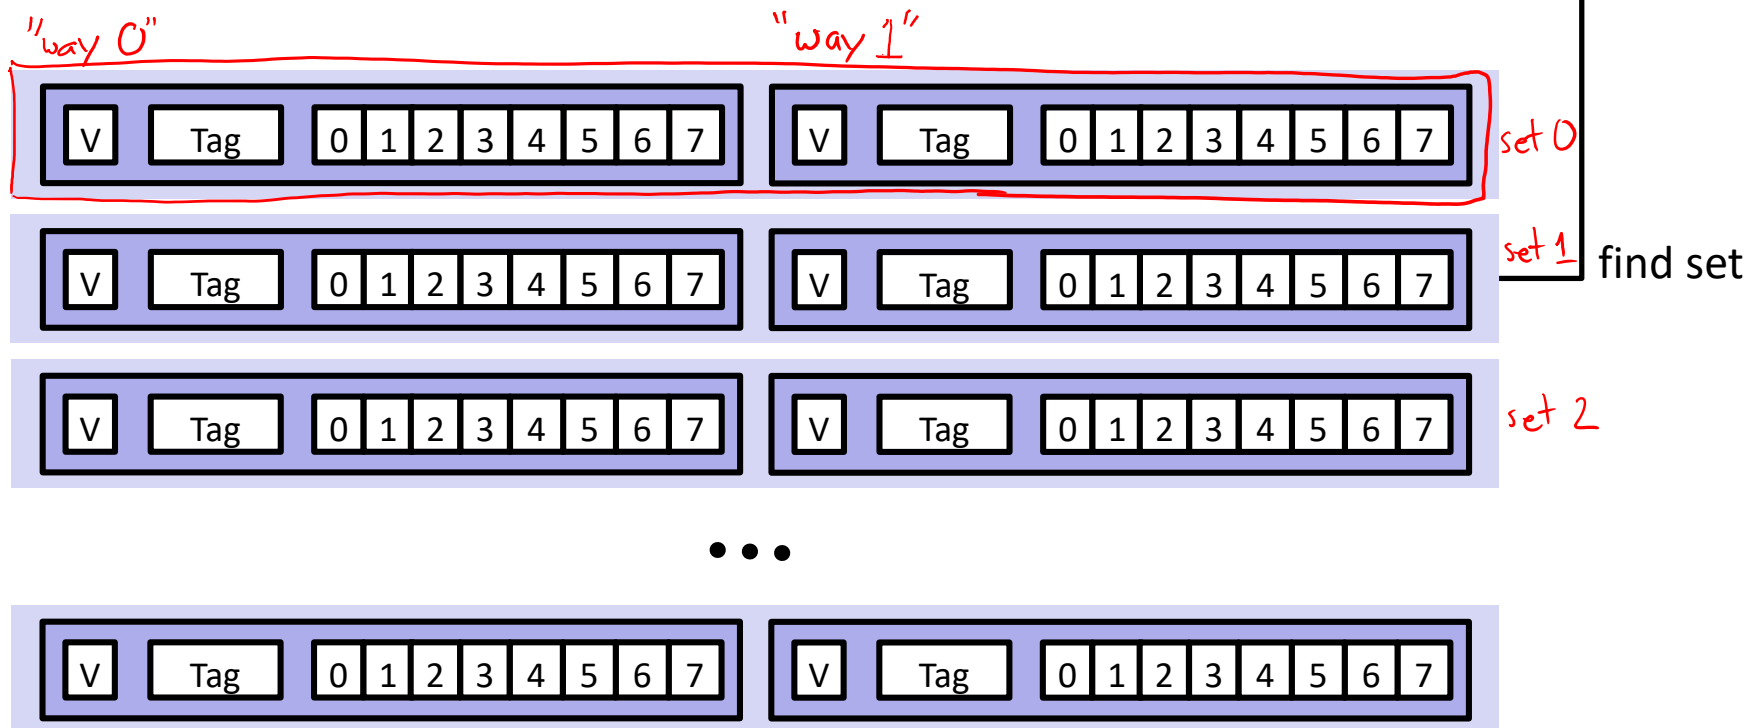 "way 0" "way 1"
V Tag 0 1 2 3 4 5 6 7 V Tag 0 1 2 3 4 5 6 7 set 0
V Tag 0 1 2 3 4 5 6 7 V Tag 0 1 2 3 4 5 6 7 set 1 find set
V Tag 0 1 2 3 4 5 6 7 V Tag 0 1 2 3 4 5 6 7 set 2
...
V Tag 0 1 2 3 4 5 6 7 V Tag 0 1 2 3 4 5 6 7